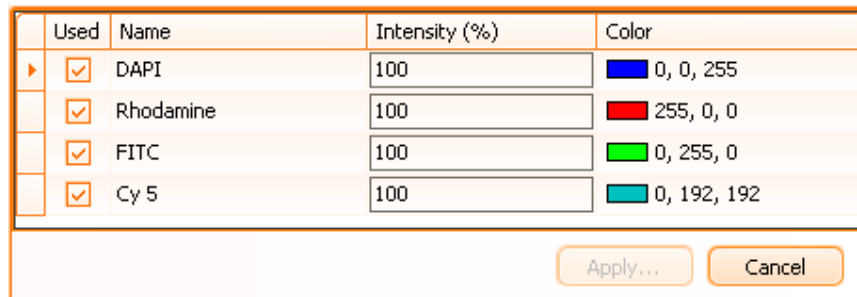 Used Name Intensity (%) Color
DAPI 100 0, 0, 255
Rhodamine 100 255, 0, 0
FITC 100 0, 255, 0
Cy 5 100 0, 192, 192
Apply... Cancel